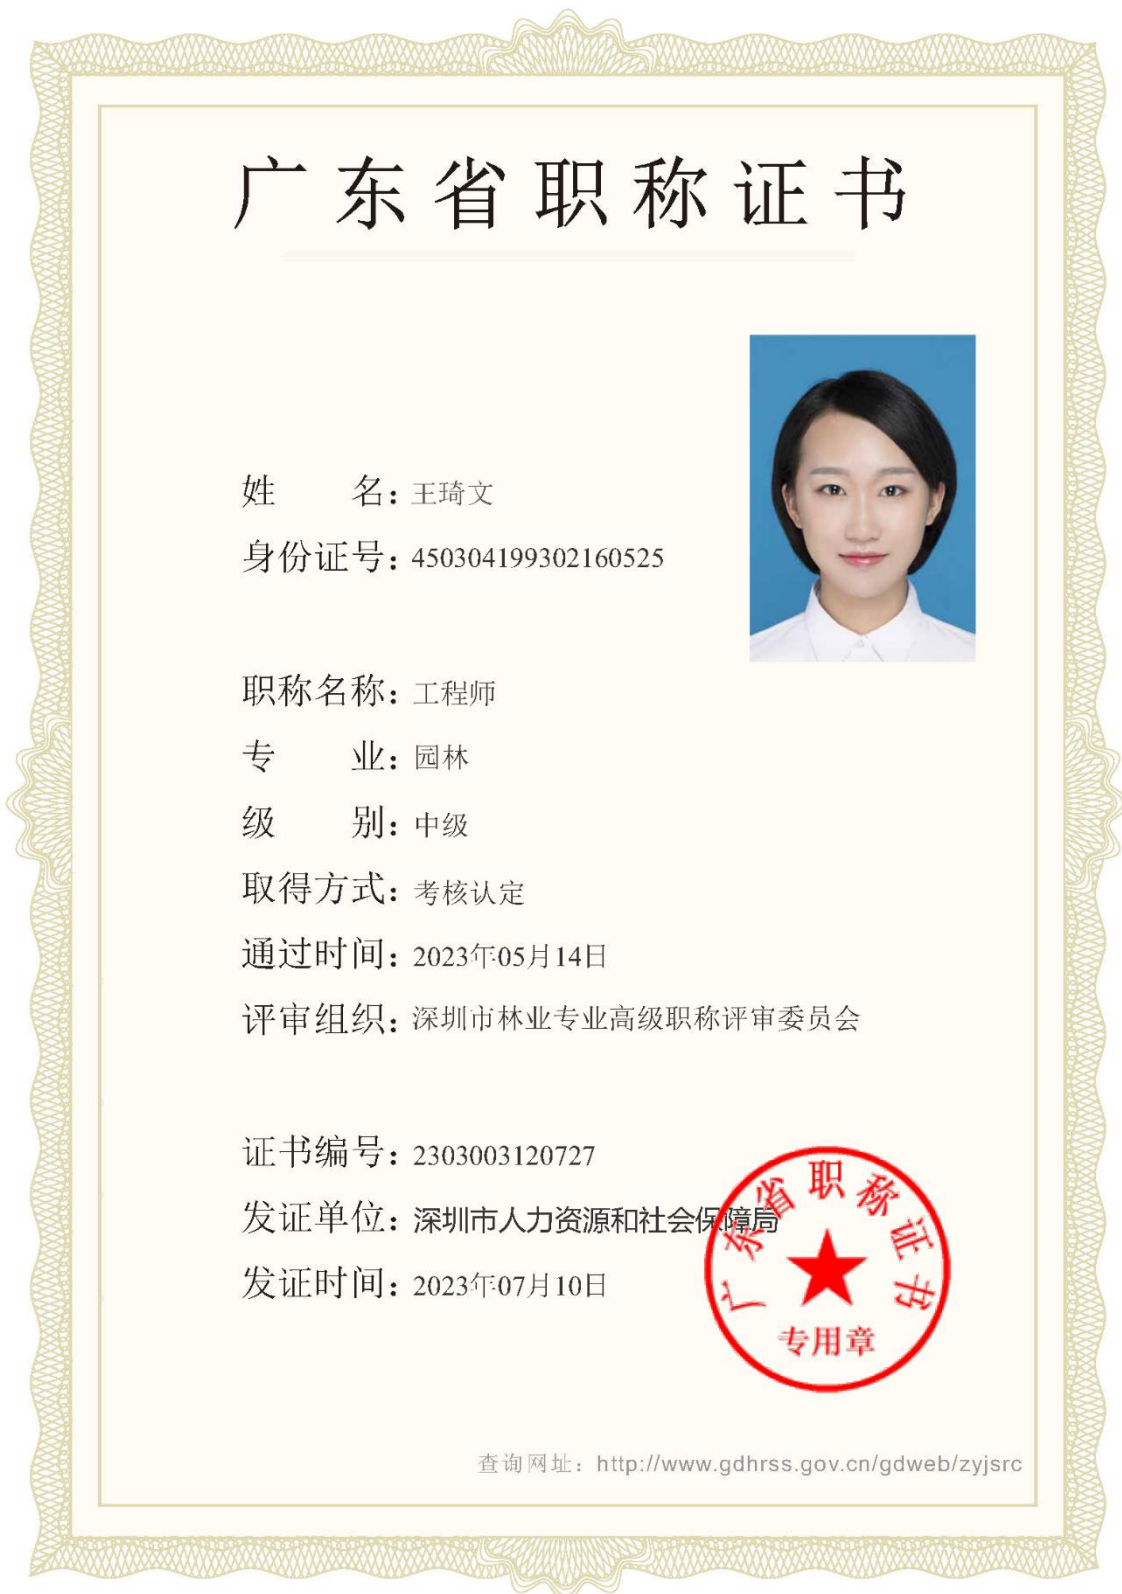 广东省职称证书
姓名：王琦文
身份证号：450304199302160525
职称名称：工程师
专业：园林
级别：中级
取得方式：考核认定
通过时间：2023年05月14日
评审组织：深圳市林业专业高级职称评审委员会
证书编号：2303003120727
发证单位：深圳市人力资源和社会保障局
发证时间：2023年07月10日
广东省职称证书
专用章
查询网址：http://www.gdhrss.gov.cn/gdweb/zyjsrc